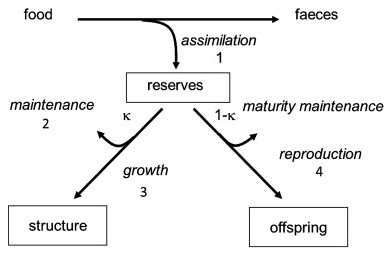 food faeces
assimilation
1
reserves
maintenance κ 1-κ maturity maintenance
2
reproduction
growth 4
3
structure offspring